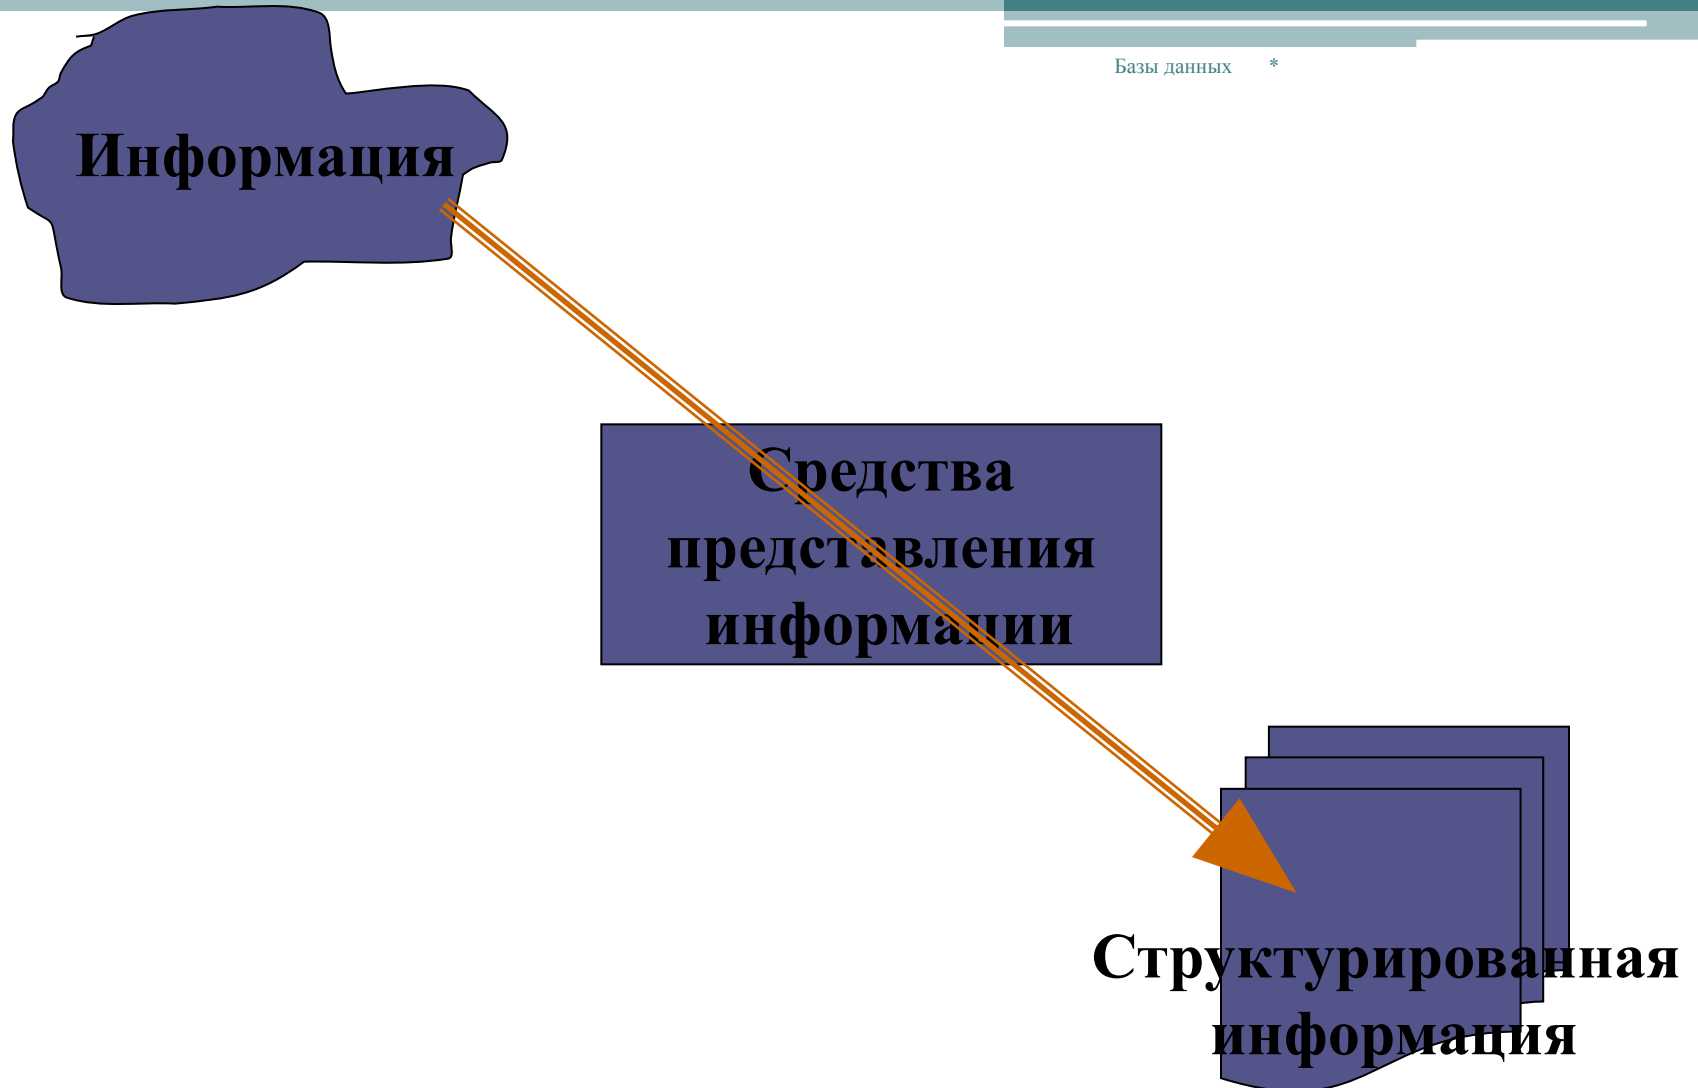 Базы данных *
Информация
Средства
представления
информации
Структурированная
информация